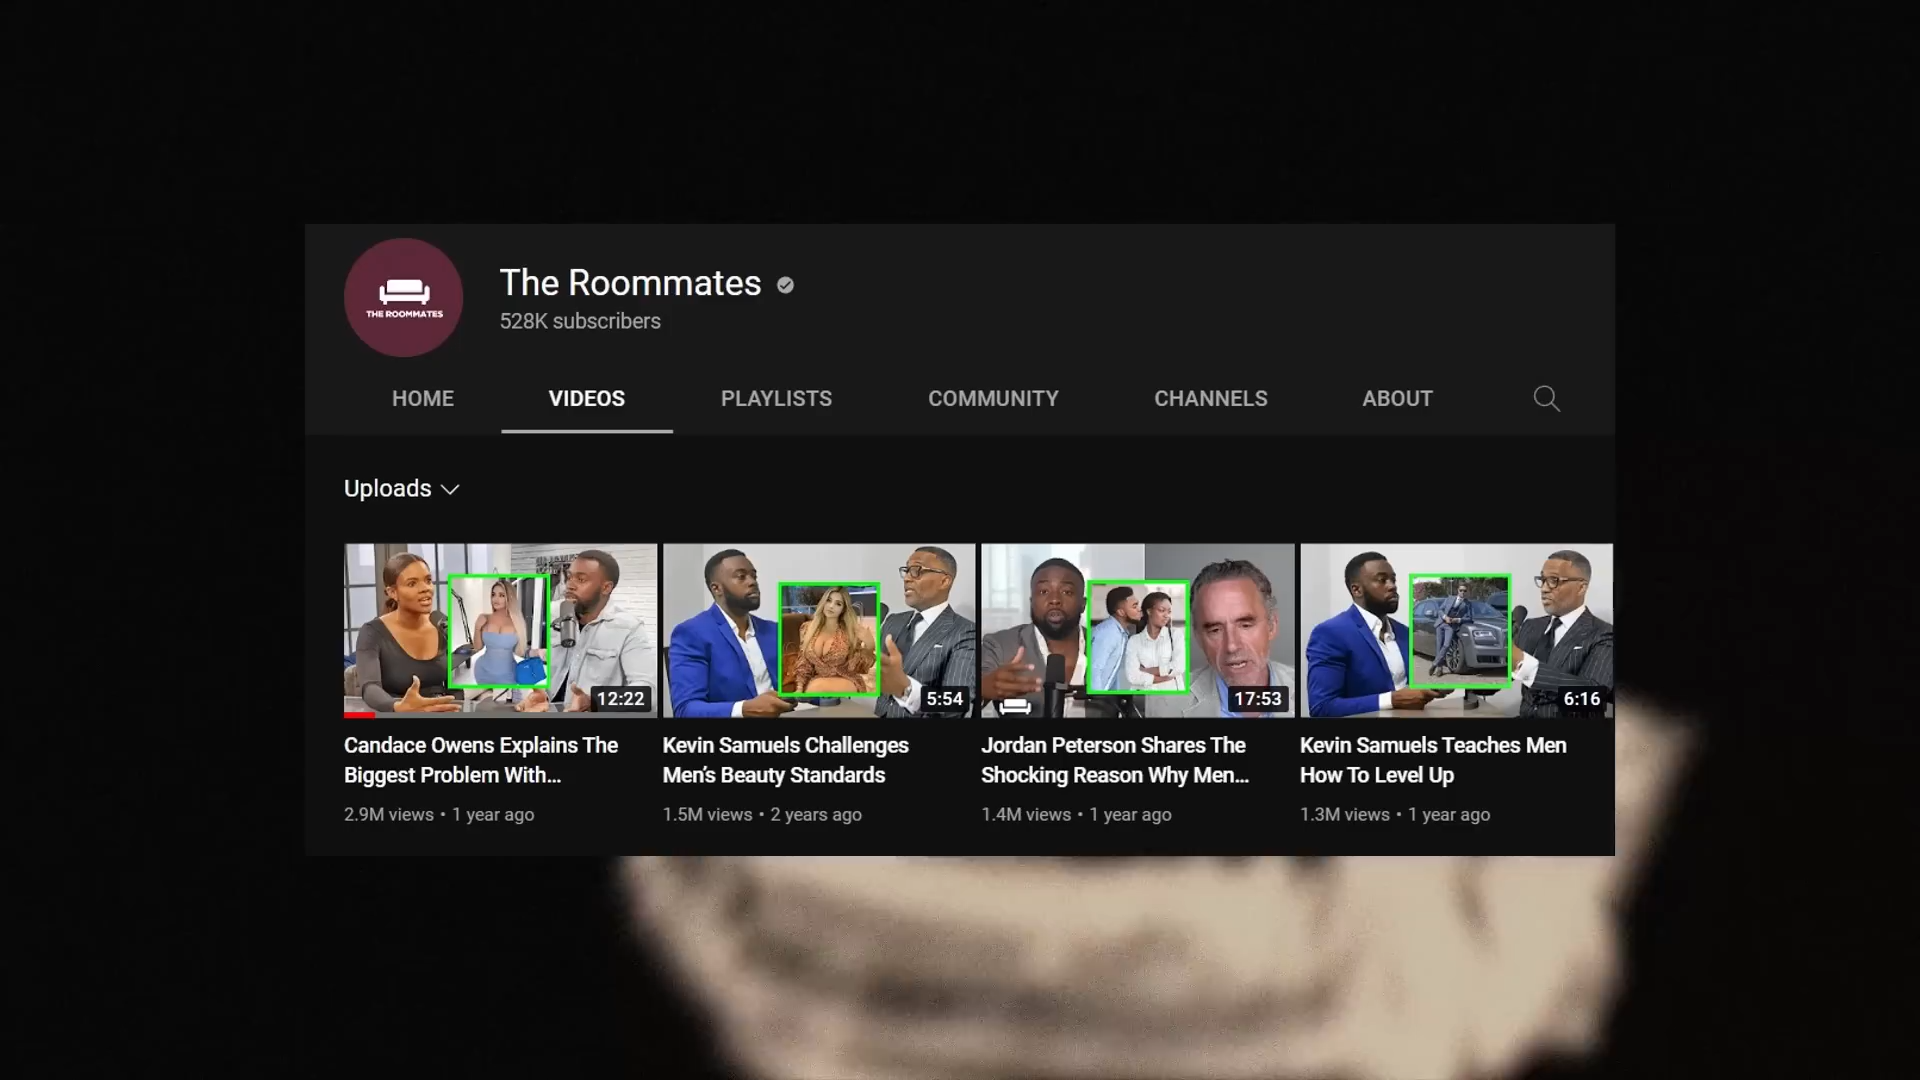 The Roommates
528K subscribers
THE ROOMMATES
HOME VIDEOS PLAYLISTS COMMUNITY CHANNELS ABOUT
Uploads
12:22
5:54
17:53
6:16
Candace Owens Explains The
Biggest Problem With...
2.9M views • 1 year ago
Kevin Samuels Challenges
Men’s Beauty Standards
1.5M views • 2 years ago
Jordan Peterson Shares The
Shocking Reason Why Men...
1.4M views • 1 year ago
Kevin Samuels Teaches Men
How To Level Up
1.3M views • 1 year ago